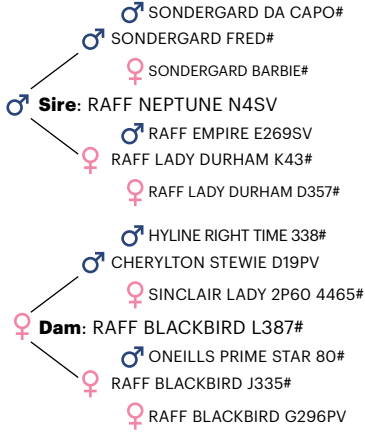 SONDERGARD DA CAPO#
SONDERGARD FRED#
SONDERGARD BARBIE#
Sire: RAFF NEPTUNE N4SV
RAFF EMPIRE E269SV
RAFF LADY DURHAM K43#
RAFF LADY DURHAM D357#
HYLINE RIGHT TIME 338#
CHERYLTON STEWIE D19PV
SINCLAIR LADY 2P60 4465#
Dam: RAFF BLACKBIRD L387#
ONEILLS PRIME STAR 80#
RAFF BLACKBIRD J335#
RAFF BLACKBIRD G296PV